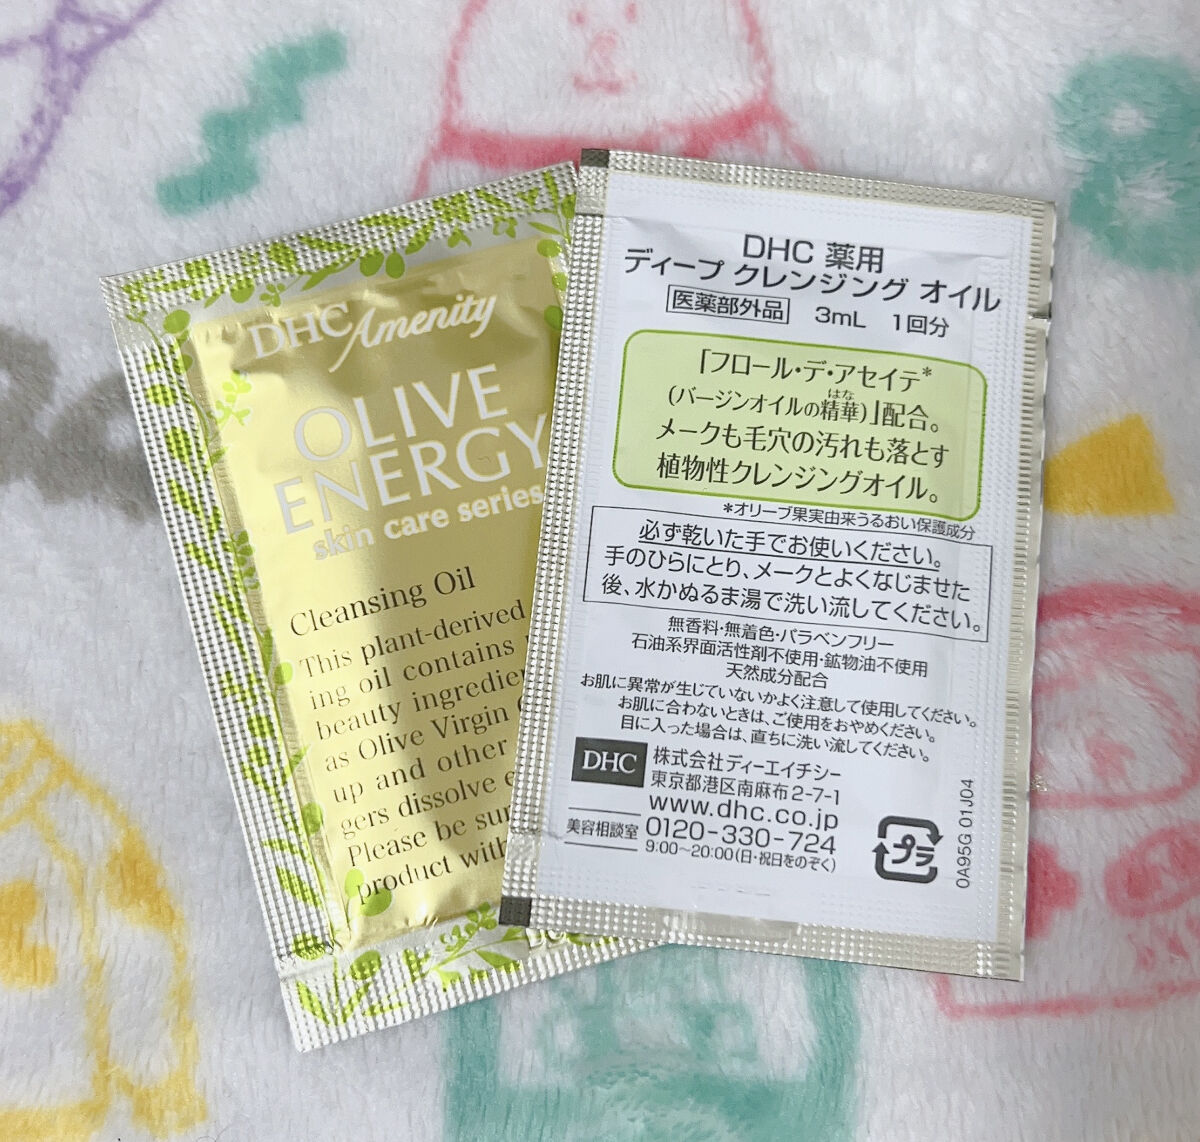 DHC Amenity
OLIVE
ENERGY
skin care series
Cleansing Oil
This plant-derived
ing oil contains
beauty ingredien
as Olive Virgin
up and other
gers dissolve
Please be sur
product with
DHC 薬用
ディープ クレンジング オイル
医薬部外品 3mL 1回分
「フロール・デ・アセイテ*
はな
(バージンオイルの精華)」配合。
メークも毛穴の汚れも落とす
植物性クレンジングオイル。
*オリーブ果実由来うるおい保護成分
必ず乾いた手でお使いください。
手のひらにとり、メークとよくなじませた
後、水かぬるま湯で洗い流してください。
無香料・無着色・パラベンフリー
石油系界面活性剤不使用・鉱物油不使用
天然成分配合
お肌に異常が生じていないかよく注意して使用してください。
お肌に合わないときは、ご使用をおやめください。
目に入った場合は、直ちに洗い流してください。
DHC 株式会社ディーエイチシー
東京都港区南麻布2-7-1
www.dhc.co.jp
美容相談室 0120-330-724
9:00〜20:00(日・祝日をのぞく)
プラ
0A95G 01J04